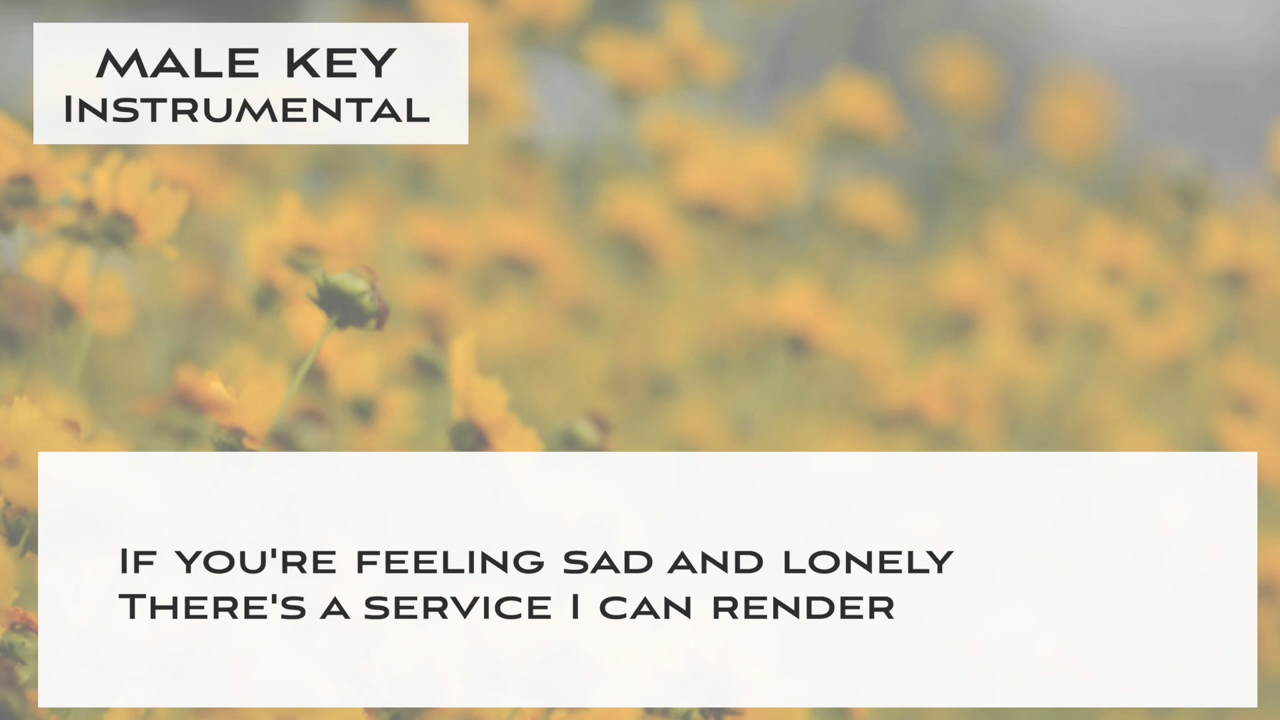 MALE KEY
INSTRUMENTAL
IF YOU'RE FEELING SAD AND LONELY
THERE'S A SERVICE I CAN RENDER